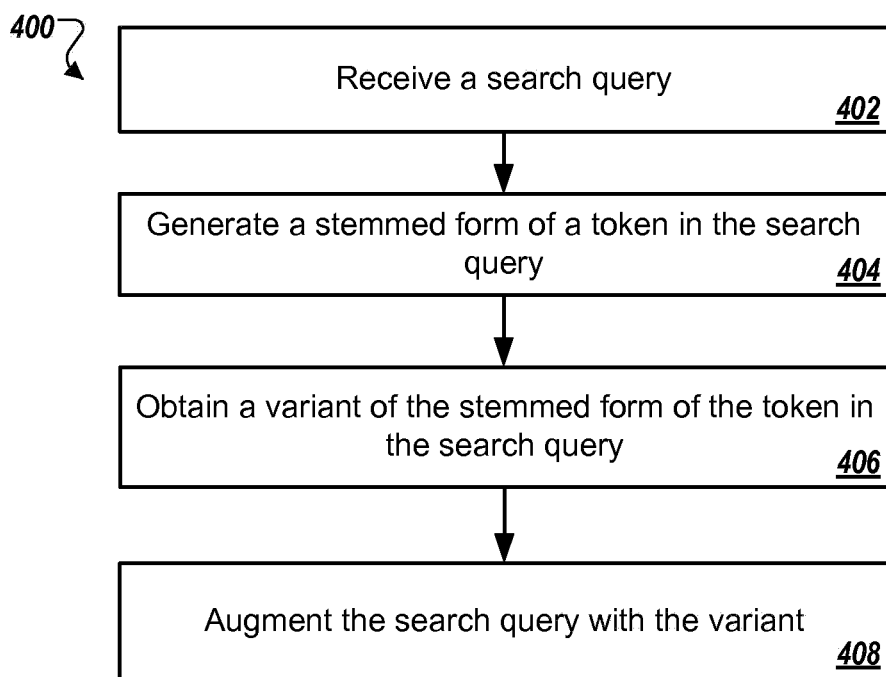 400
Receive a search query
402
Generate a stemmed form of a token in the search
query
404
Obtain a variant of the stemmed form of the token in
the search query
406
Augment the search query with the variant
408